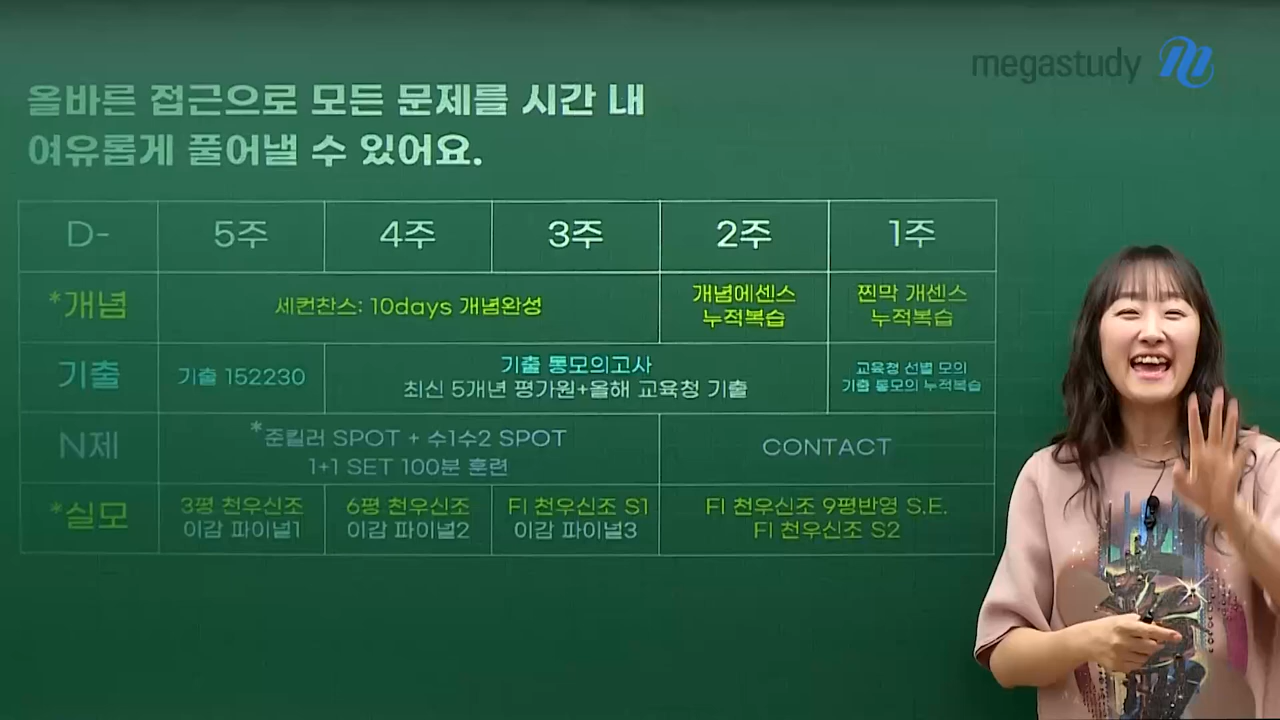 megastudy
올바른 접근으로 모든 문제를 시간 내
여유롭게 풀어낼 수 있어요.
D- 5주 4주 3주 2주 1주
*개념 세컨찬스: 10days 개념완성 개념에센스 찐막 개센스
누적복습 누적복습
기출 기출 152230 기출 통모의고사 교육청 선별 모의
최신 5개년 평가원+올해 교육청 기출 기출 통모의 누적복습
N제 *준킬러 SPOT + 수1수2 SPOT CONTACT
1+1 SET 100분 훈련
*실모 3평 천우신조 6평 천우신조 FI 천우신조 S1 FI 천우신조 9평반영 S.E.
이감 파이널1 이감 파이널2 이감 파이널3 FI 천우신조 S2